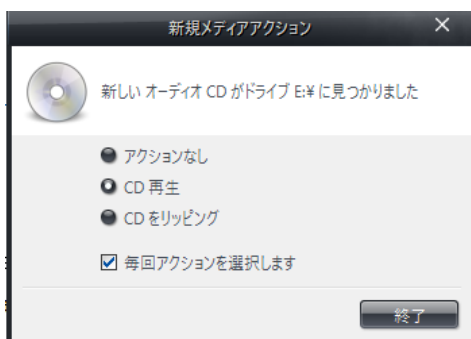 新規メディアアクション
新しい オーディオ CD がドライブ E:¥ に見つかりました
アクションなし
CD 再生
CD をリッピング
毎回アクションを選択します
終了